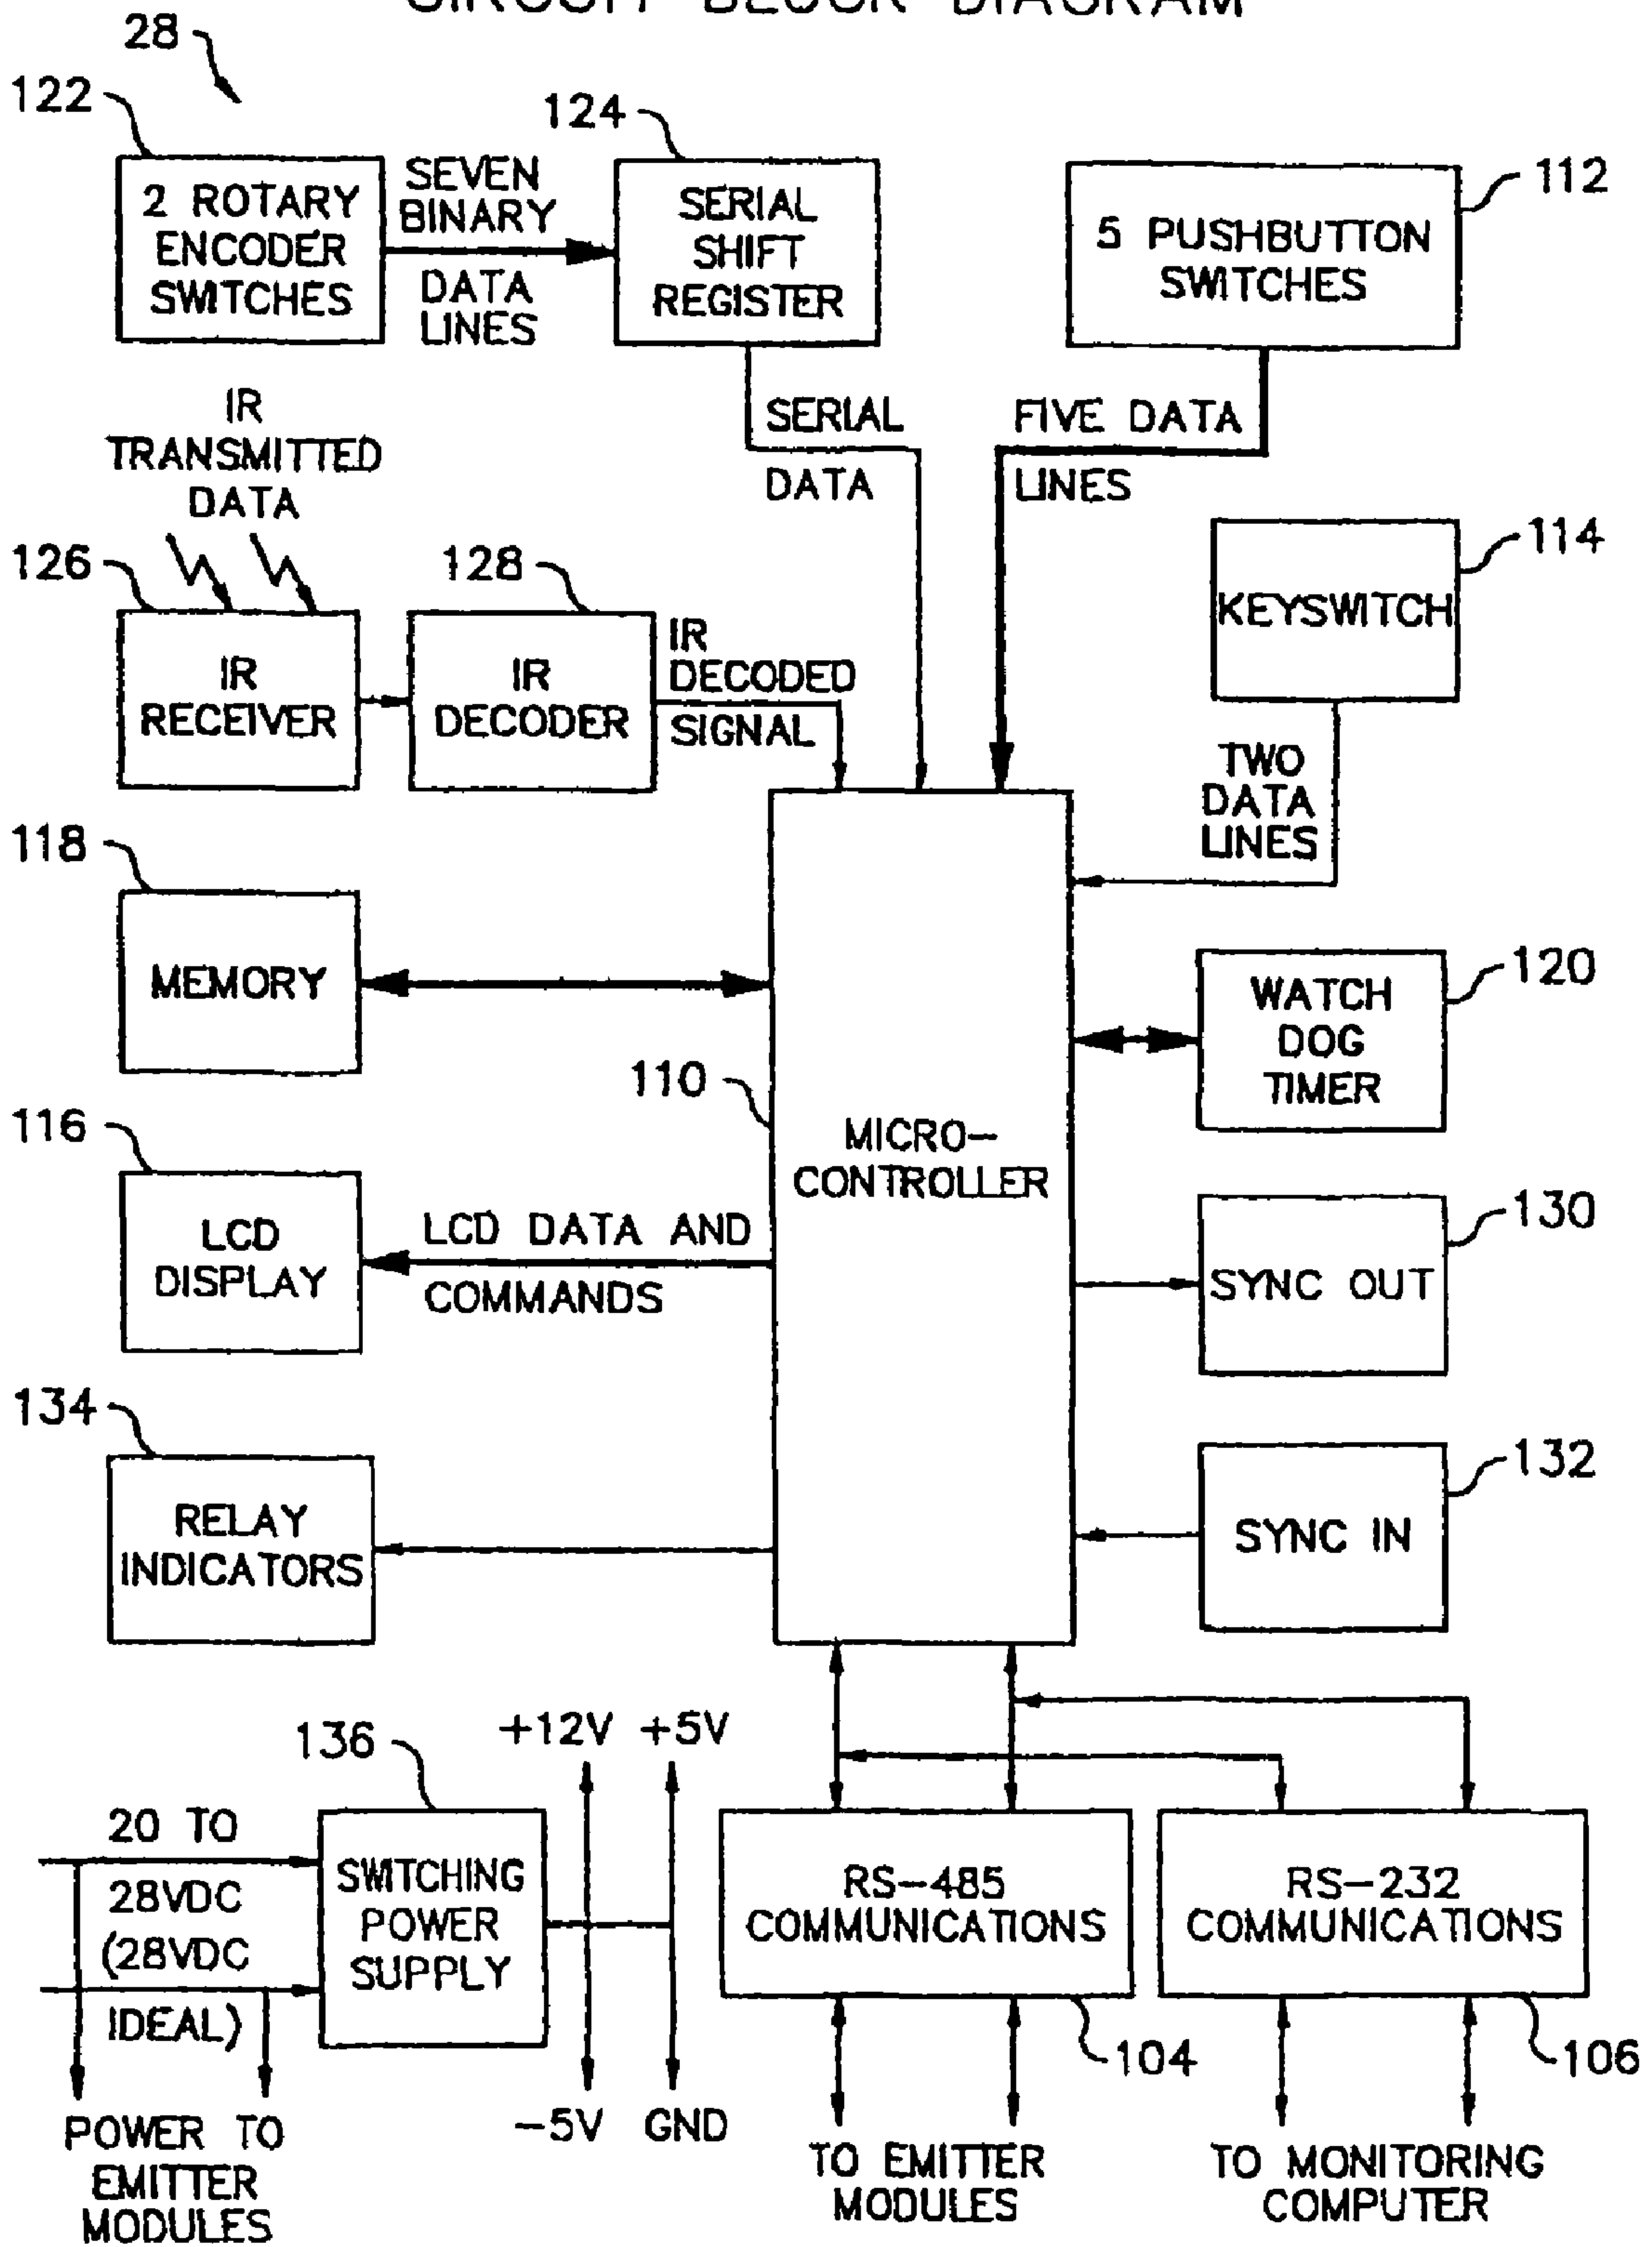 CIRCUIT BLOCK DIAGRAM
28
122
124
112
2 ROTARY
ENCODER
SWITCHES
SEVEN
BINARY
DATA
LINES
SERIAL
SHIFT
REGISTER
5 PUSHBUTTON
SWITCHES
IR
TRANSMITTED
DATA
SERIAL
DATA
FIVE DATA
LINES
126
128
114
IR
RECEIVER
IR
DECODER
IR
DECODED
SIGNAL
KEYSWITCH
TWO
DATA
LINES
118
MEMORY
120
WATCH
DOG
TIMER
110
MICRO-
CONTROLLER
116
LCD
DISPLAY
LCD DATA AND
COMMANDS
130
SYNC OUT
134
RELAY
INDICATORS
132
SYNC IN
136
+12V
+5V
20 TO
28VDC
(28VDC
IDEAL)
SWITCHING
POWER
SUPPLY
RS-485
COMMUNICATIONS
RS-232
COMMUNICATIONS
104
106
POWER TO
EMITTER
MODULES
-5V
GND
TO EMITTER
MODULES
TO MONITORING
COMPUTER